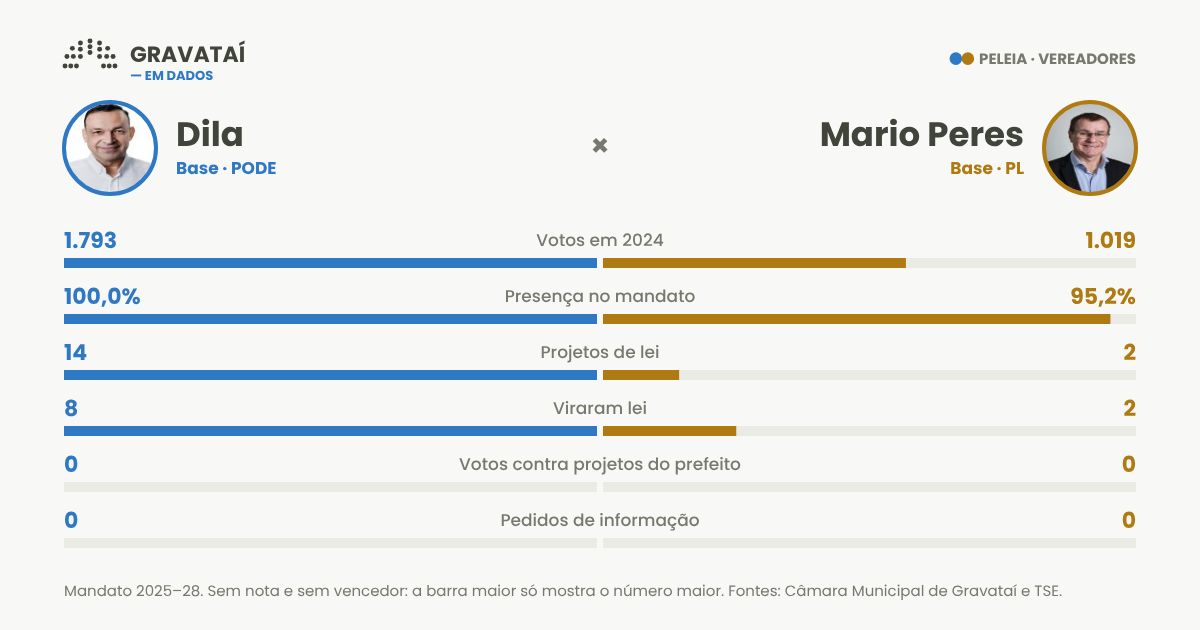 GRAVATAÍ
— EM DADOS
PELEIA · VEREADORES
Dila
Base · PODE
×
Mario Peres
Base · PL
1.793 Votos em 2024 1.019
100,0% Presença no mandato 95,2%
14 Projetos de lei 2
8 Viraram lei 2
0 Votos contra projetos do prefeito 0
0 Pedidos de informação 0
Mandato 2025–28. Sem nota e sem vencedor: a barra maior só mostra o número maior. Fontes: Câmara Municipal de Gravataí e TSE.